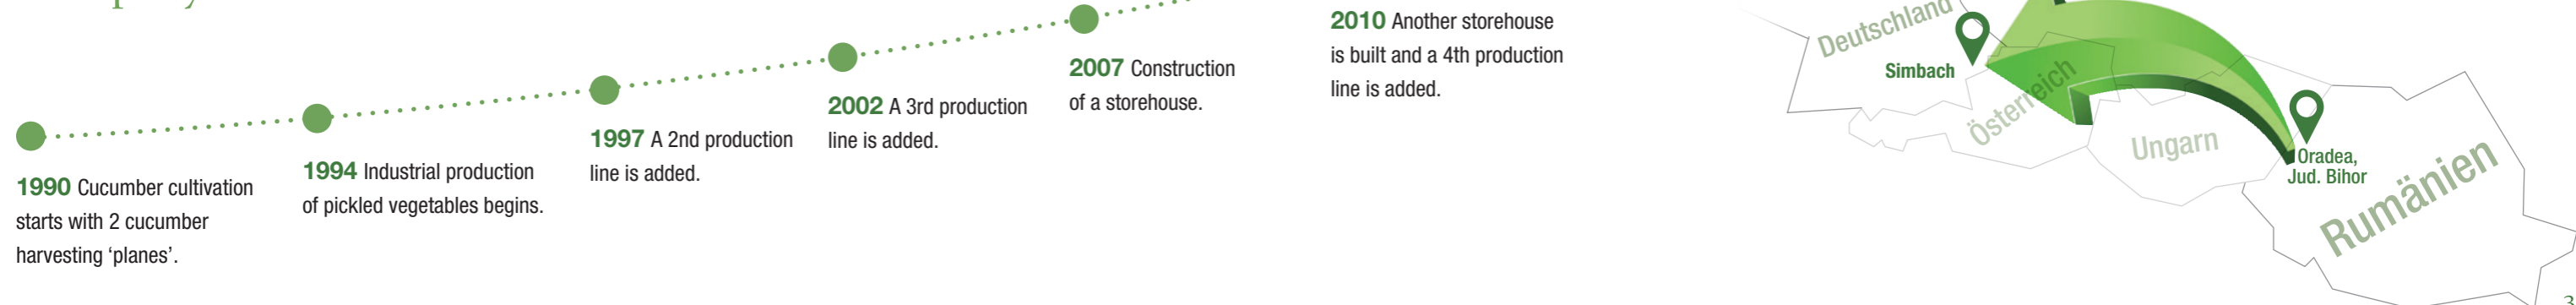 1990 Cucumber cultivation
starts with 2 cucumber
harvesting ‘planes’.
1994 Industrial production
of pickled vegetables begins.
1997 A 2nd production
line is added.
2002 A 3rd production
line is added.
2007 Construction
of a storehouse.
2010 Another storehouse
is built and a 4th production
line is added.
Deutschland
Simbach
Österreich
Ungarn
Oradea,
Jud. Bihor
Rumänien